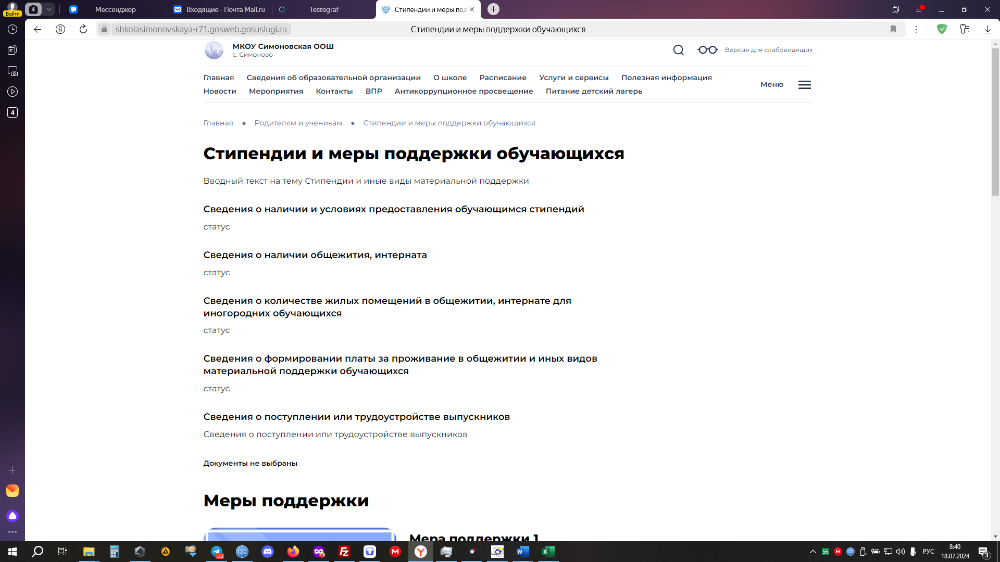 4
Мессенджер
Входящие - Почта Mail.ru
Testograf
Стипендии и меры под
Войти
shkolasimonovskaya-r71.gosweb.gosuslugi.ru
Стипендии и меры поддержки обучающихся
МКОУ Симоновская ООШ
с. Симоново
Версия для слабовидящих
Главная Сведения об образовательной организации О школе Расписание Услуги и сервисы Полезная информация
Новости Мероприятия Контакты ВПР Антикоррупционное просвещение Питание детский лагерь
Меню
4
Главная • Родителям и ученикам • Стипендии и меры поддержки обучающихся
Стипендии и меры поддержки обучающихся
Вводный текст на тему Стипендии и иные виды материальной поддержки
Сведения о наличии и условиях предоставления обучающимся стипендий
статус
Сведения о наличии общежития, интерната
статус
Сведения о количестве жилых помещений в общежитии, интернате для
иногородних обучающихся
статус
Сведения о формировании платы за проживание в общежитии и иных видов
материальной поддержки обучающихся
статус
Сведения о поступлении или трудоустройстве выпускников
Сведения о поступлении или трудоустройстве выпускников
Документы не выбраны
Меры поддержки
Мера поддержки 1
32
56
РУС
8:40
18.07.2024
3